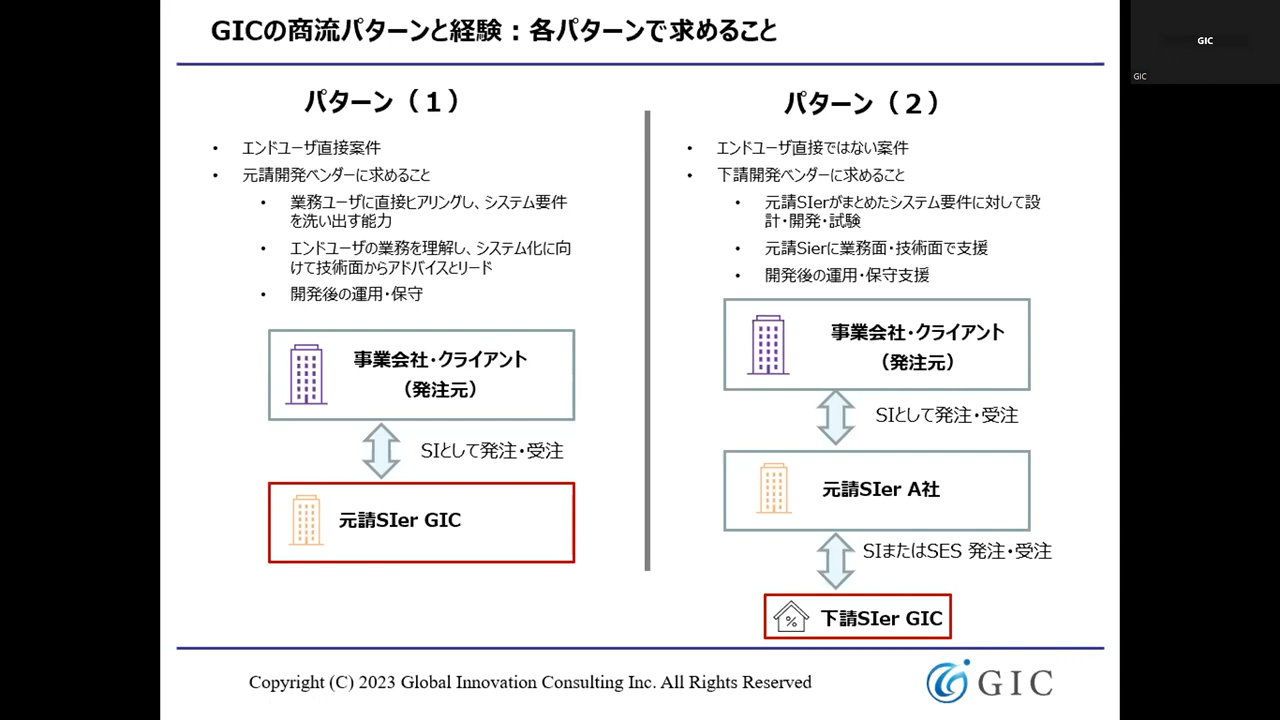 GICの商流パターンと経験：各パターンで求めること
GIC
GIC
パターン（１）
• エンドユーザ直接案件
• 元請開発ベンダーに求めること
• 業務ユーザに直接ヒアリングし、システム要件
を洗い出す能力
• エンドユーザの業務を理解し、システム化に向
けて技術面からアドバイスとリード
• 開発後の運用・保守
事業会社・クライアント
（発注元）
SIとして発注・受注
元請SIer GIC
パターン（２）
• エンドユーザ直接ではない案件
• 下請開発ベンダーに求めること
• 元請SIerがまとめたシステム要件に対して設
計・開発・試験
• 元請Sierに業務面・技術面で支援
• 開発後の運用・保守支援
事業会社・クライアント
（発注元）
SIとして発注・受注
元請SIer A社
SIまたはSES 発注・受注
%
下請SIer GIC
Copyright (C) 2023 Global Innovation Consulting Inc. All Rights Reserved
GIC